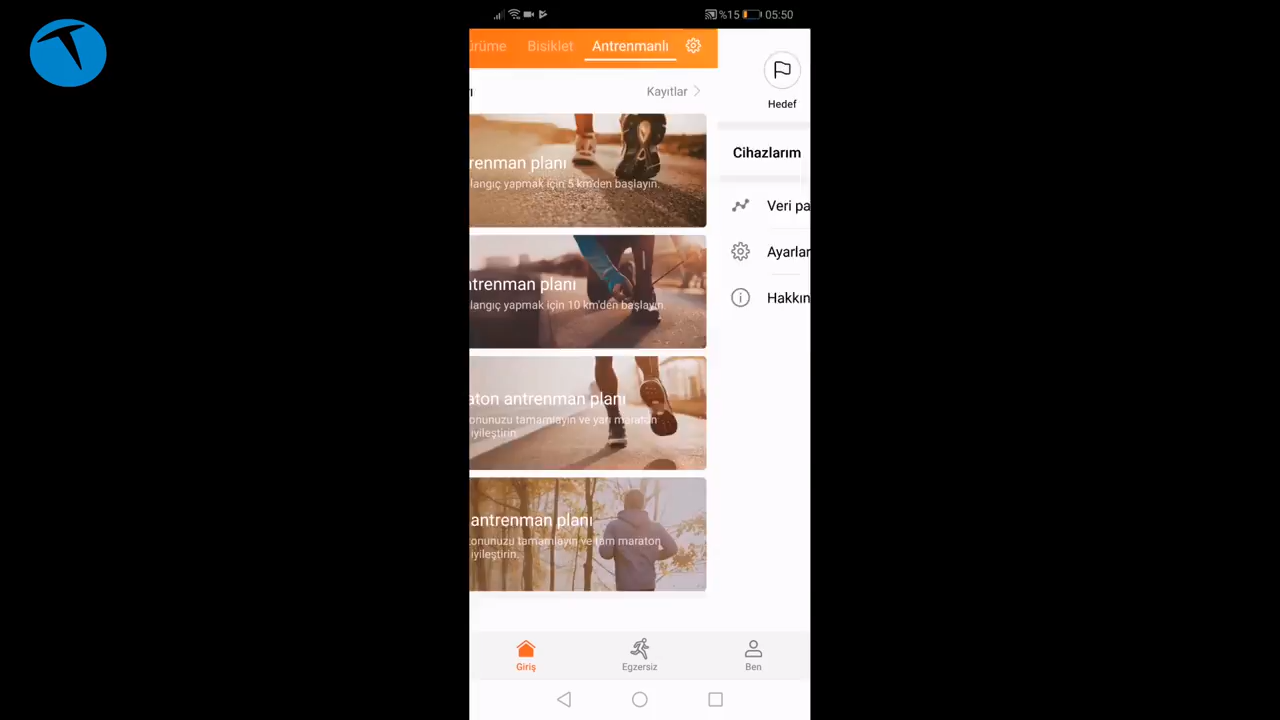 %15 05:50
ürüme Bisiklet Antrenmanlı
Hedef
ı Kayıtlar
renman planı
langıç yapmak için 5 km'den başlayın.
Cihazlarım
Veri pa
Ayarlar
Hakkın
trenman planı
langıç yapmak için 10 km'den başlayın.
aton antrenman planı
onunuzu tamamlayın ve yarı maraton
iyileştirin.
antrenman planı
onunuzu tamamlayın ve tam maraton
iyileştirin.
Giriş Egzersiz Ben